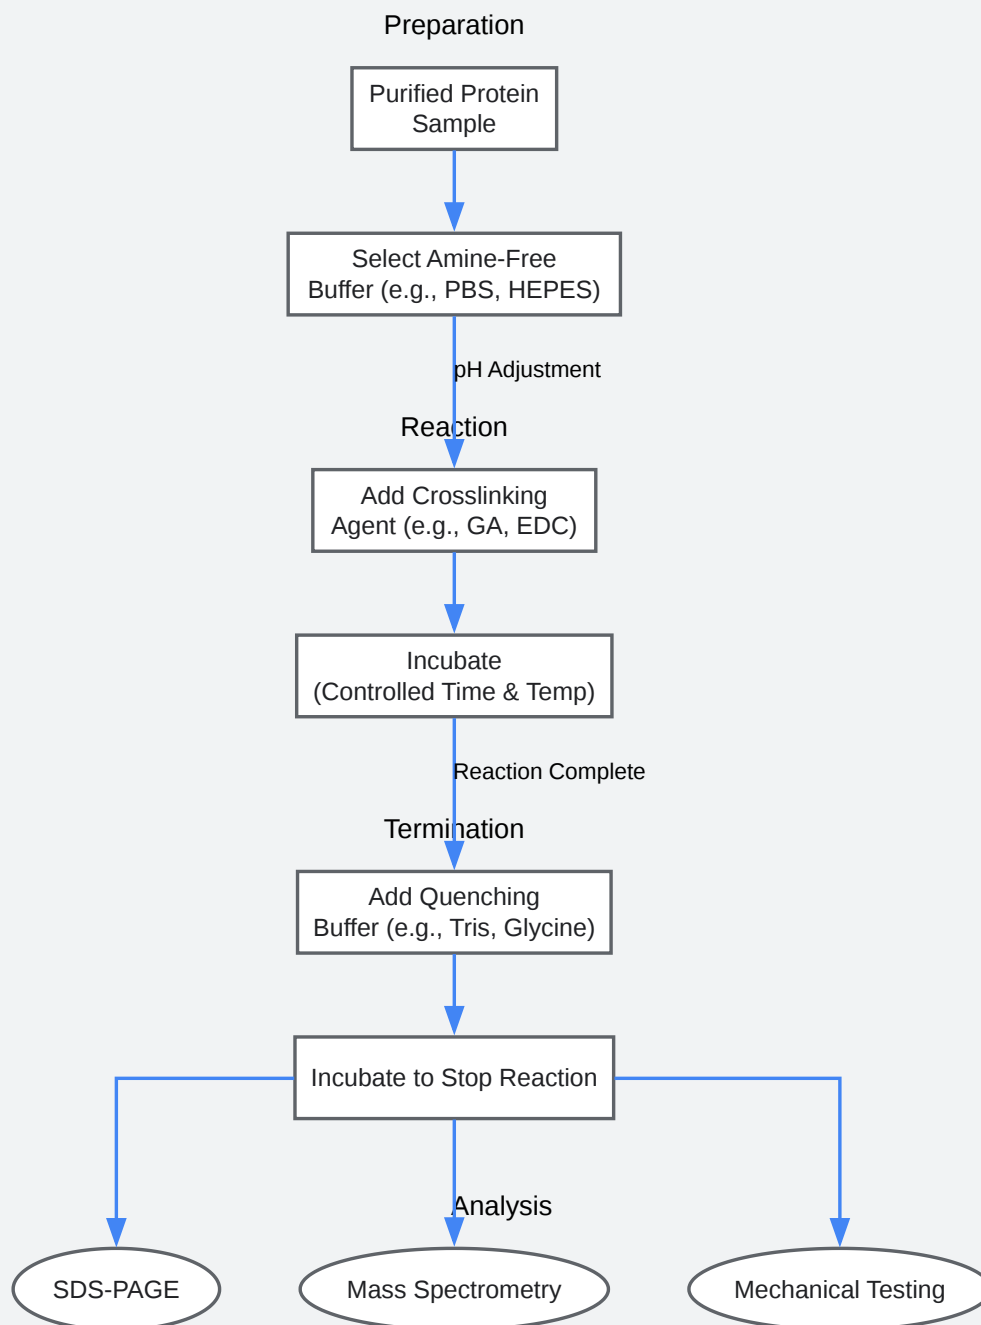 Preparation
Purified Protein
Sample
Select Amine-Free
Buffer (e.g., PBS, HEPES)
pH Adjustment
Reaction
Add Crosslinking
Agent (e.g., GA, EDC)
Incubate
(Controlled Time & Temp)
Reaction Complete
Termination
Add Quenching
Buffer (e.g., Tris, Glycine)
Incubate to Stop Reaction
Analysis
SDS-PAGE
Mass Spectrometry
Mechanical Testing